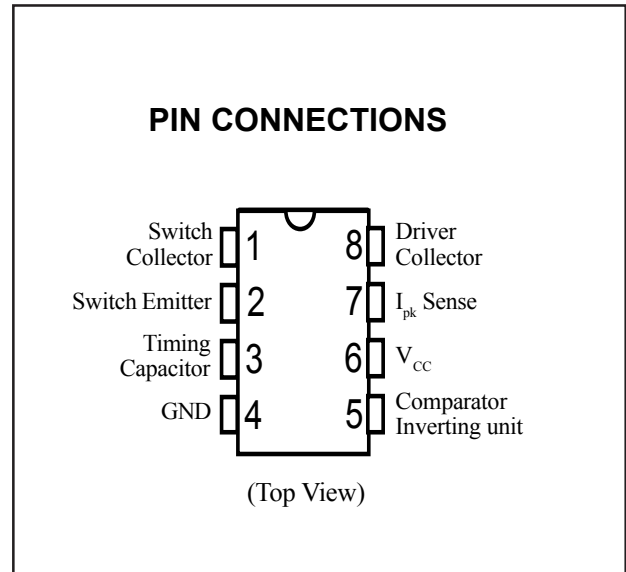 PIN CONNECTIONS
Switch
Collector
1
8
Driver
Collector
Switch Emitter
2
7
Ipk Sense
Timing
Capacitor
3
6
VCC
GND
4
5
Comparator
Inverting unit
(Top View)